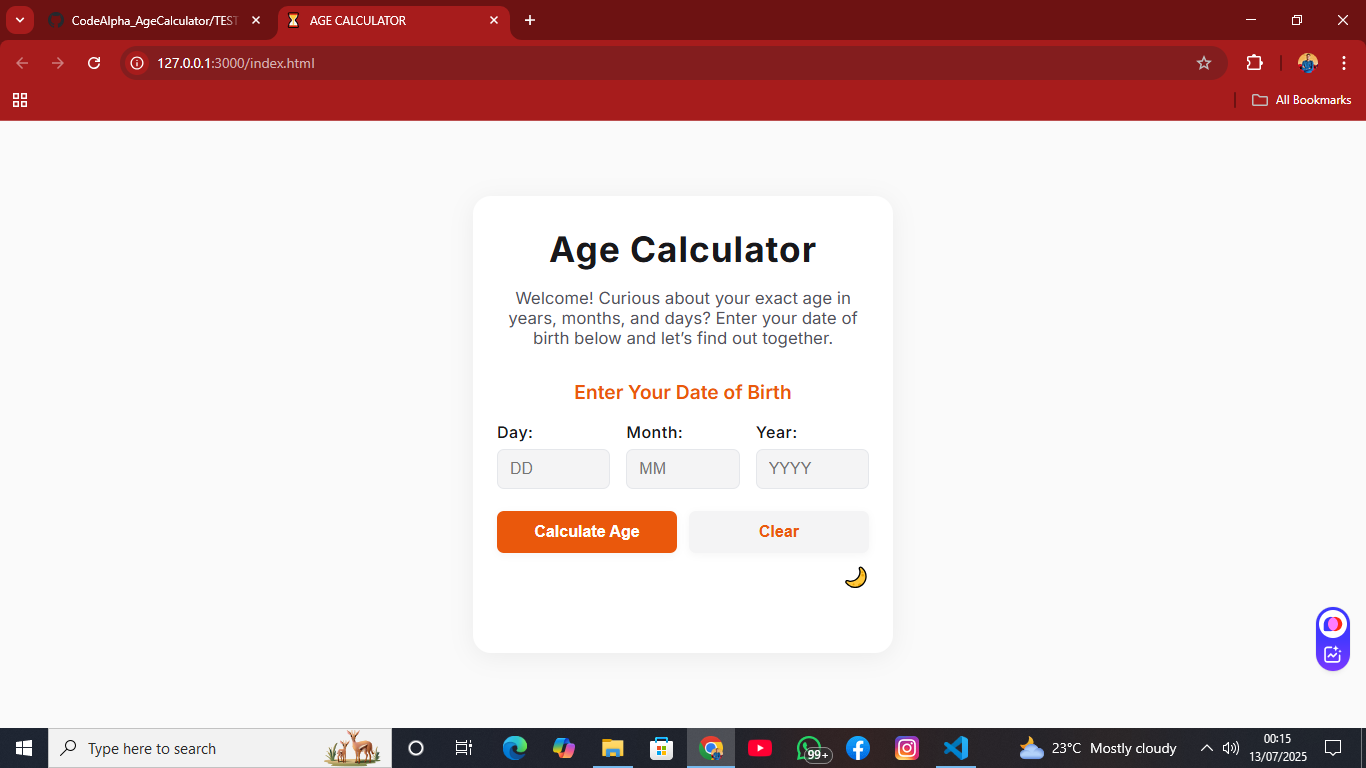 CodeAlpha_AgeCalculator/TEST
AGE CALCULATOR
127.0.0.1:3000/index.html
All Bookmarks
Age Calculator
Welcome! Curious about your exact age in
years, months, and days? Enter your date of
birth below and let’s find out together.
Enter Your Date of Birth
Day: Month: Year:
DD MM YYYY
Calculate Age Clear
Type here to search
99+
23°C Mostly cloudy
00:15
13/07/2025